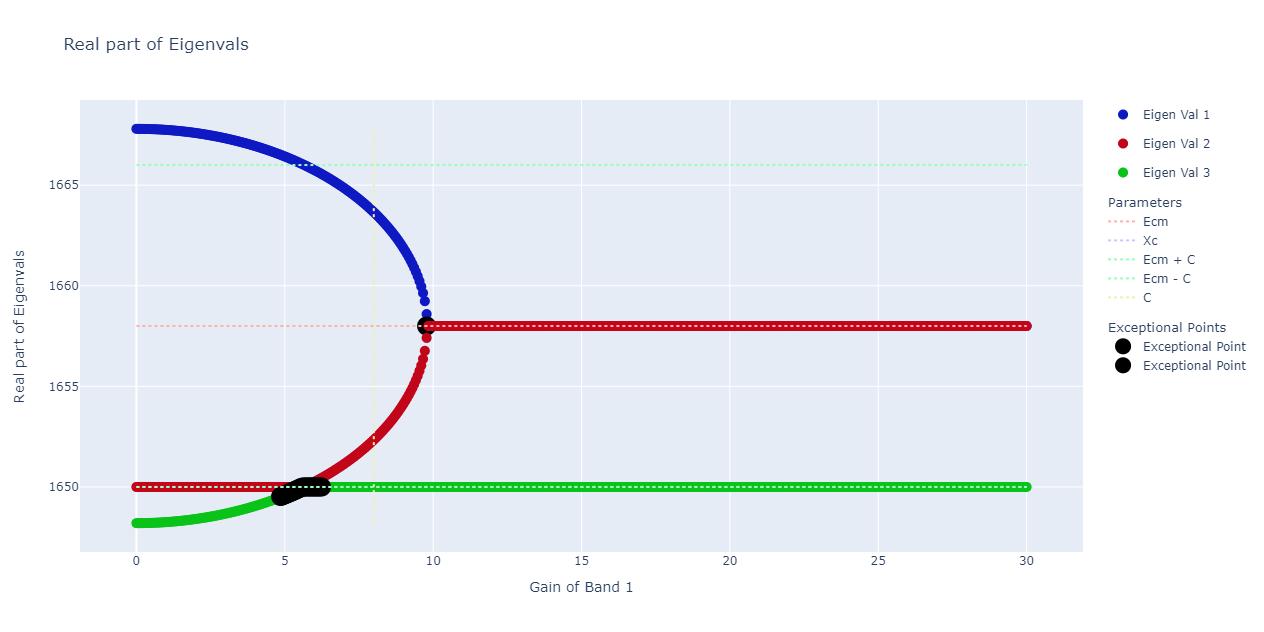 Real part of Eigenvals
Real part of Eigenvals
1665
1660
1655
1650
0 5 10 15 20 25 30
Gain of Band 1
Eigen Val 1
Eigen Val 2
Eigen Val 3
Parameters
Ecm
Xc
Ecm + C
Ecm - C
C
Exceptional Points
Exceptional Point
Exceptional Point